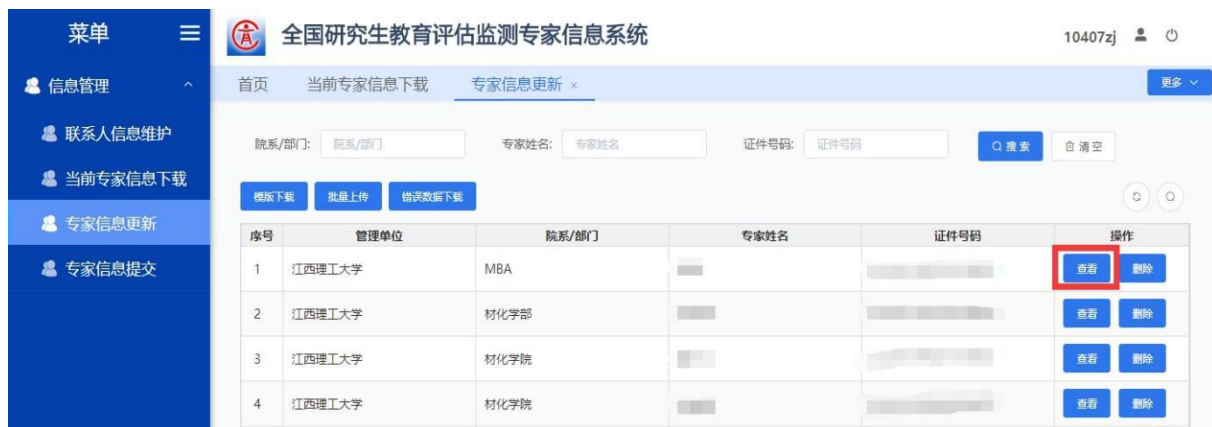 菜单
全国研究生教育评估监测专家信息系统
10407zj
信息管理
首页 当前专家信息下载 专家信息更新 ×
更多
联系人信息维护
院系/部门: 院系/部门 专家姓名: 专家姓名 证件号码: 证件号码 搜索 清空
当前专家信息下载
模版下载 批量上传 错误数据下载
专家信息更新
序号 管理单位 院系/部门 专家姓名 证件号码 操作
专家信息提交
1 江西理工大学 MBA 查看 删除
2 江西理工大学 材化学部 查看 删除
3 江西理工大学 材化学院 查看 删除
4 江西理工大学 材化学院 查看 删除